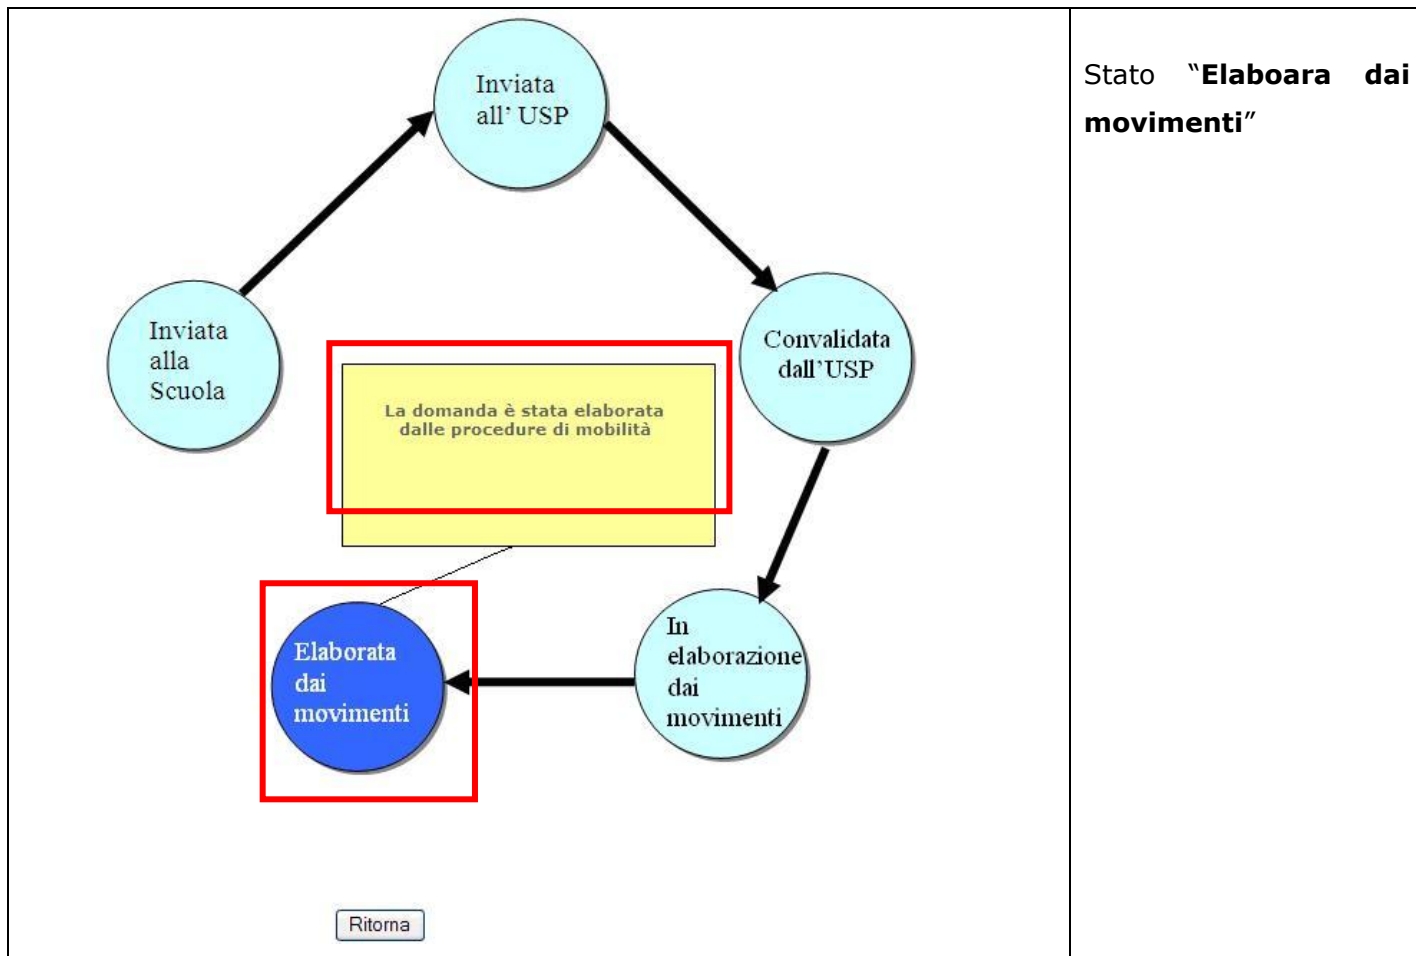 Inviata
all' USP
Inviata
alla
Scuola
Convalidata
dall'USP
La domanda è stata elaborata
dalle procedure di mobilità
Elaborata
dai
movimenti
In
elaborazione
dai
movimenti
Ritorna
Stato "Elaboara dai
movimenti"